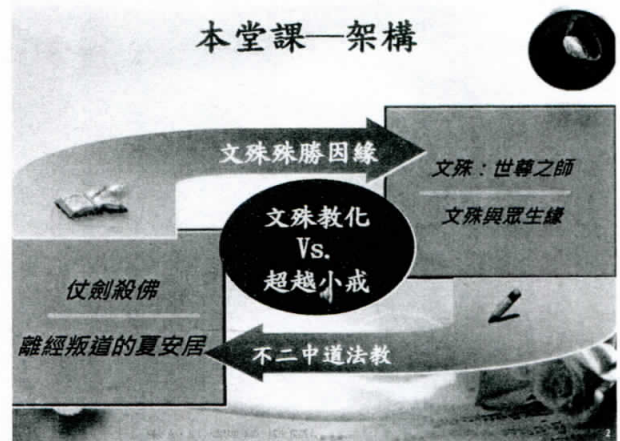 本堂課—架構
文殊殊勝因緣
文殊：世尊之師
文殊與眾生緣
文殊教化
Vs.
超越小戒
仗劍殺佛
離經叛道的夏安居
不二中道法教
2